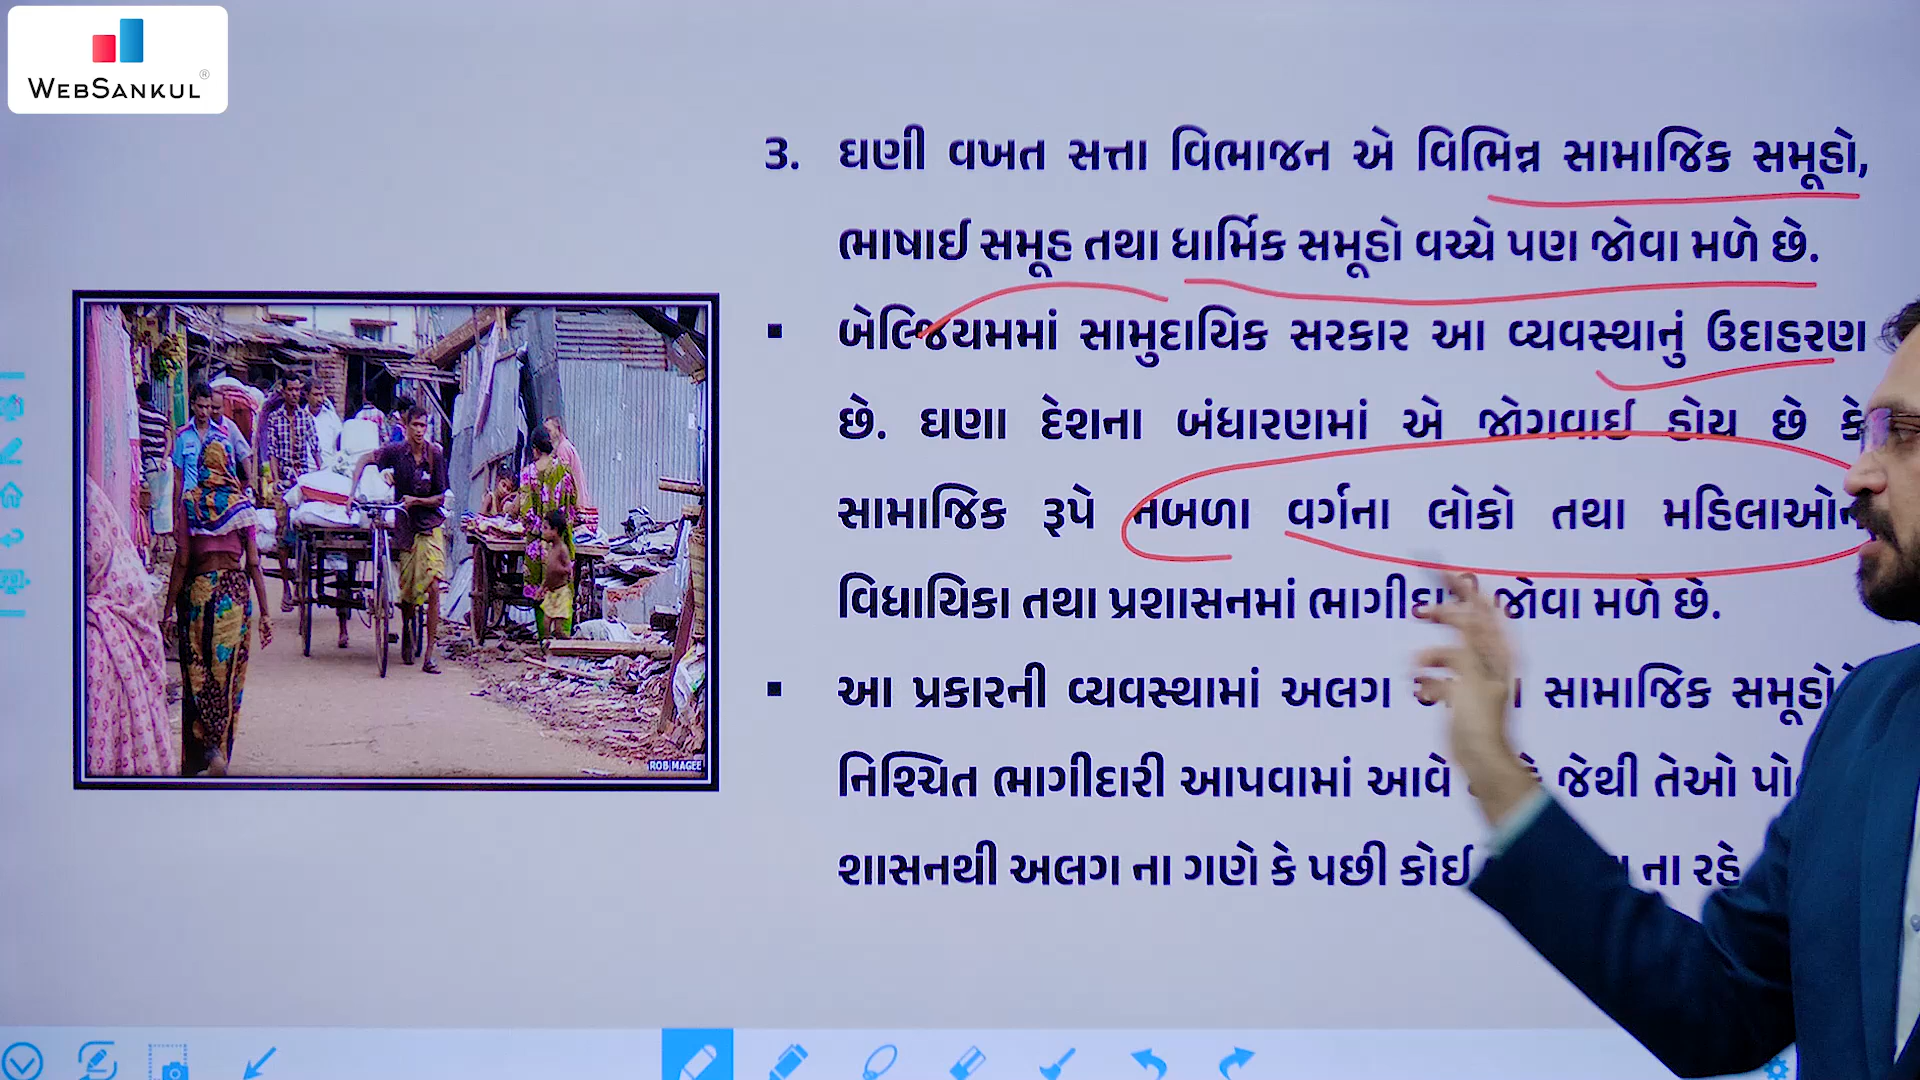 WEBSANKUL®
3. ઘણી વખત સત્તા વિભાજન એ વિભિન્ન સામાજિક સમૂહો,
ભાષાઈ સમૂહ તથા ધાર્મિક સમૂહો વચ્ચે પણ જોવા મળે છે.
▪ બેલ્જિયમમાં સામુદાયિક સરકાર આ વ્યવસ્થાનું ઉદાહરણ
છે. ઘણા દેશના બંધારણમાં એ જોગવાઈ હોય છે કે
સામાજિક રૂપે નબળા વર્ગના લોકો તથા
વિધાયિકા તથા પ્રશાસનમાં જોવા મળે છે.
▪ આ પ્રકારની વ્યવસ્થામાં અલગ સામાજિક
નિશ્ચિત ભાગીદારી આપવામાં આવે જેથી તેઓ
શાસનથી અલગ ના ગણે કે પછી કોઈ ના રહે
ROB MAGEE